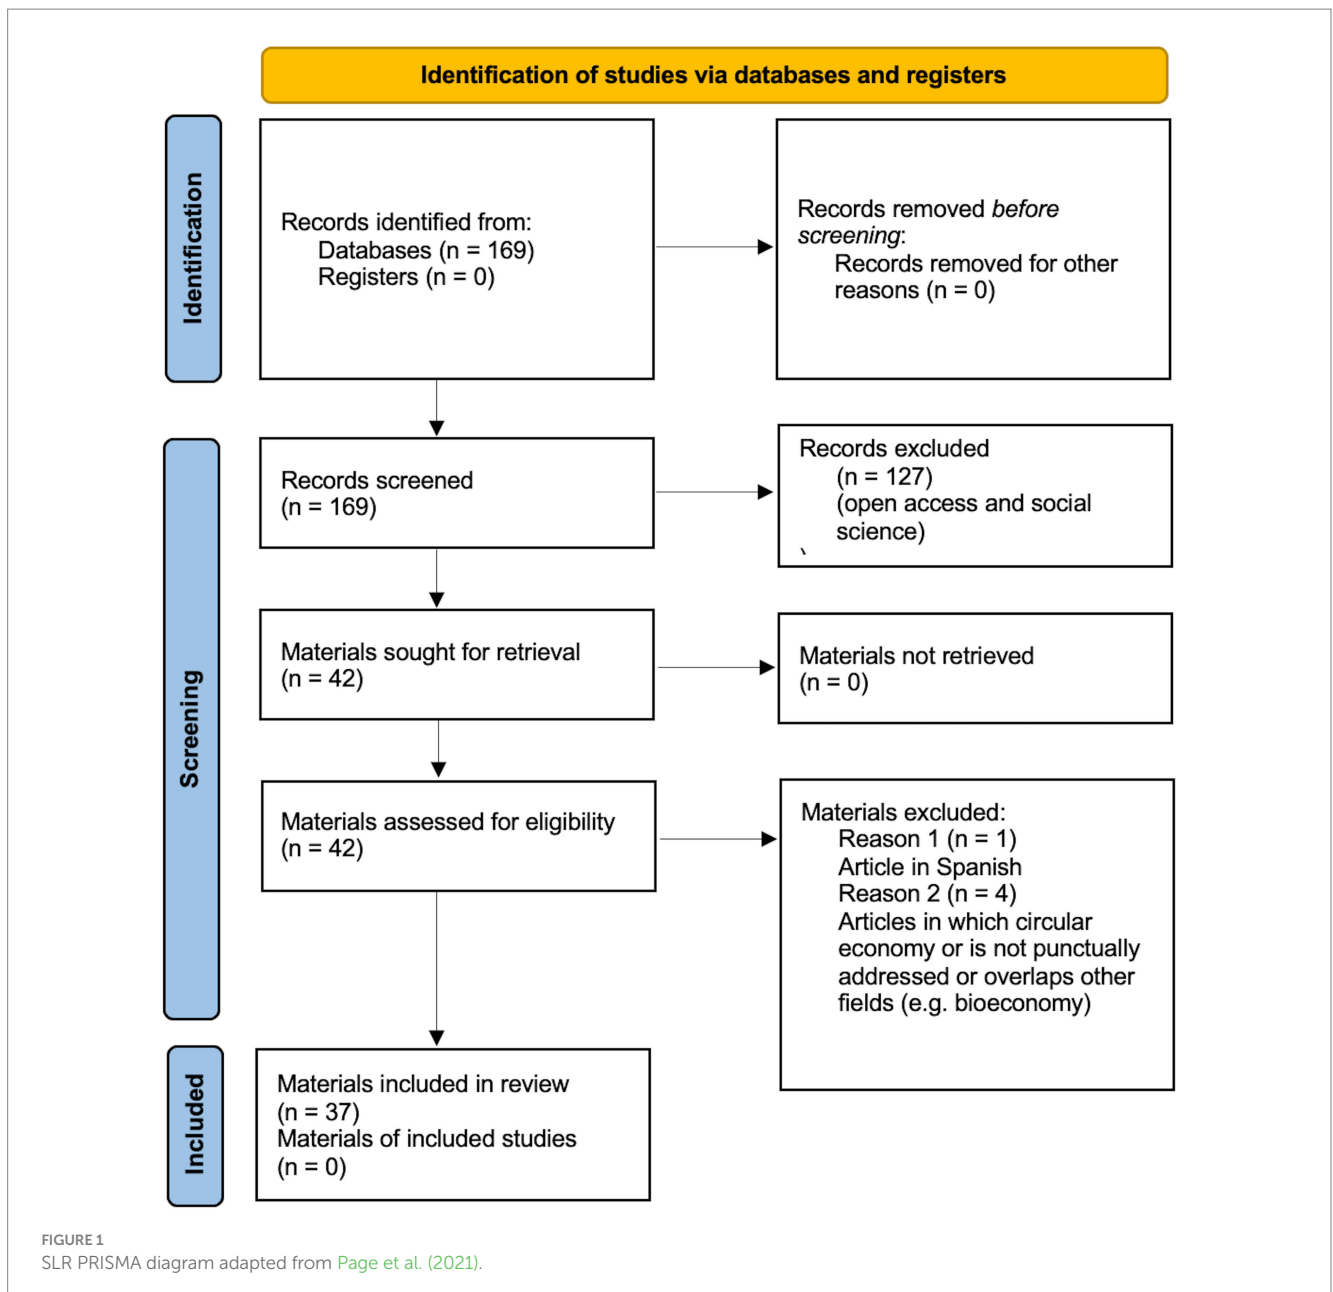 Identification of studies via databases and registers
Identification
Records identified from:
Databases (n = 169)
Registers (n = 0)
Records removed before
screening:
Records removed for other
reasons (n = 0)
Screening
Records screened
(n = 169)
Records excluded
(n = 127)
(open access and social
science)
Materials sought for retrieval
(n = 42)
Materials not retrieved
(n = 0)
Materials assessed for eligibility
(n = 42)
Materials excluded:
Reason 1 (n = 1)
Article in Spanish
Reason 2 (n = 4)
Articles in which circular
economy or is not punctually
addressed or overlaps other
fields (e.g. bioeconomy)
Included
Materials included in review
(n = 37)
Materials of included studies
(n = 0)
FIGURE 1
SLR PRISMA diagram adapted from Page et al. (2021).